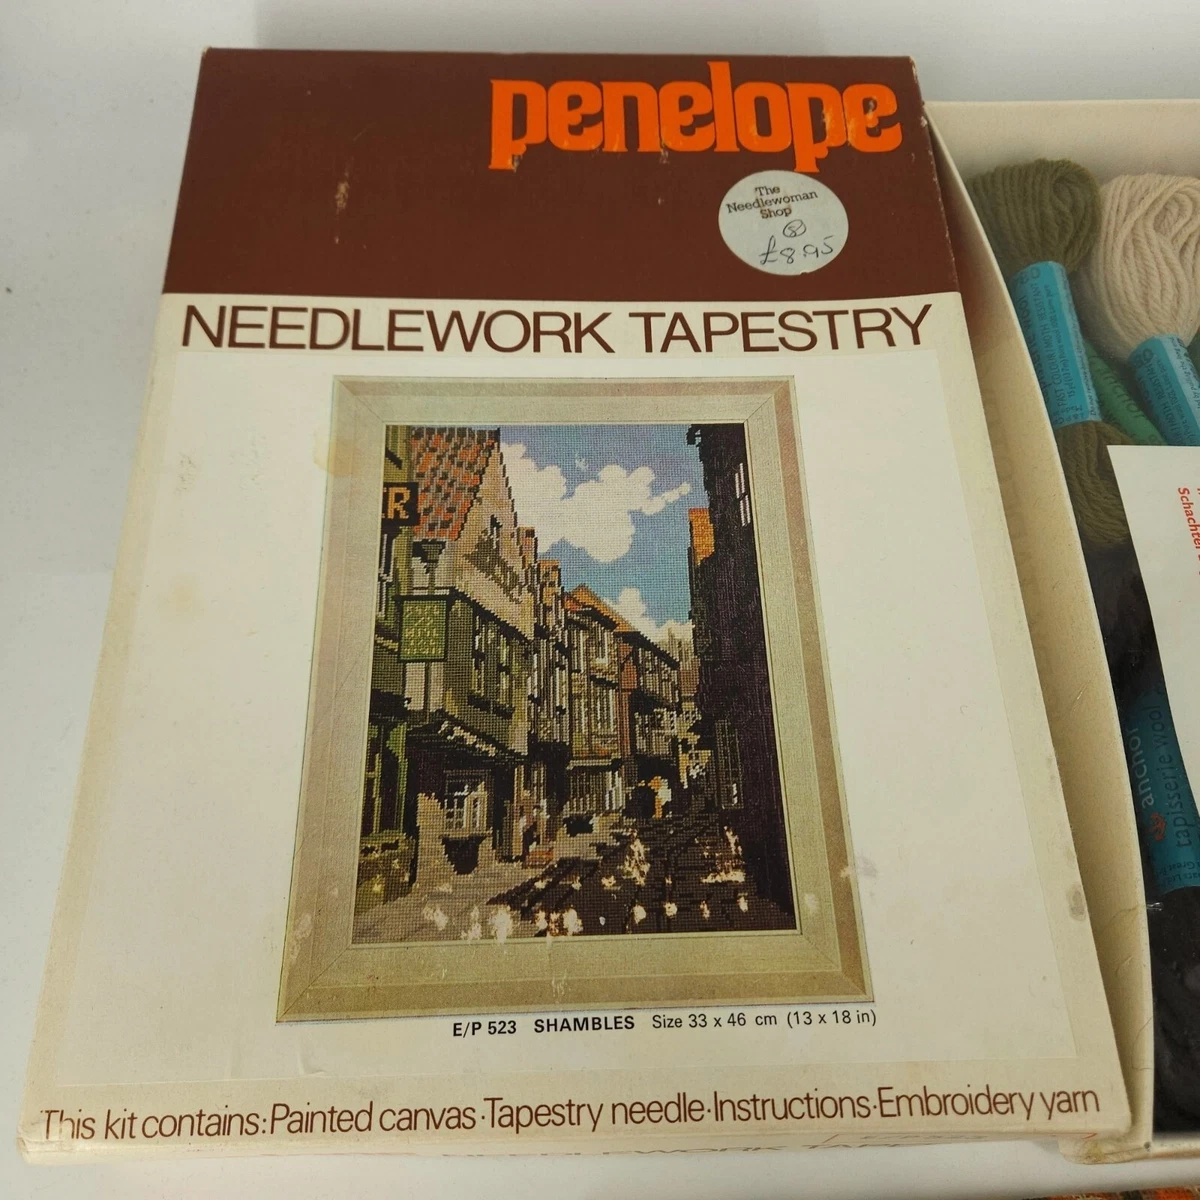 penelope
The
Needlewoman
Shop
£8.95
NEEDLEWORK TAPESTRY
R
E/P 523 SHAMBLES Size 33 x 46 cm (13 x 18 in)
This kit contains: Painted canvas · Tapestry needle · Instructions · Embroidery yarn
NEEDLEWORK
anchor
tapisserie wool